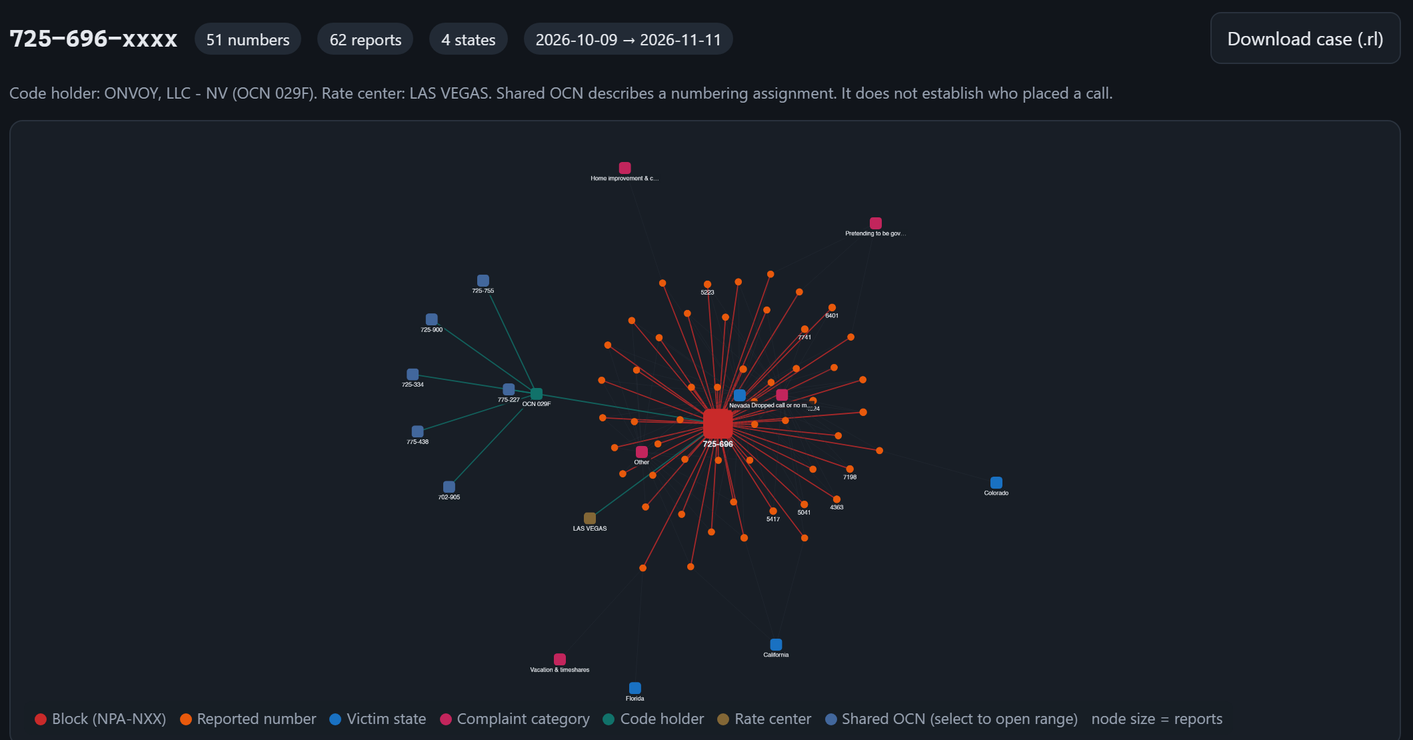 725-696-xxxx
51 numbers
62 reports
4 states
2026-10-09 → 2026-11-11
Download case (.rl)
Code holder: ONVOY, LLC - NV (OCN 029F). Rate center: LAS VEGAS. Shared OCN describes a numbering assignment. It does not establish who placed a call.
Home improvement & c...
Pretending to be gov...
725-755
5223
6401
725-900
7741
725-334
775-227
OCN 029F
Nevada
Dropped call or no m...
775-438
725-696
Other
7198
Colorado
702-905
4363
5041
5417
LAS VEGAS
California
Vacation & timeshares
Florida
Block (NPA-NXX)
Reported number
Victim state
Complaint category
Code holder
Rate center
Shared OCN (select to open range)
node size = reports